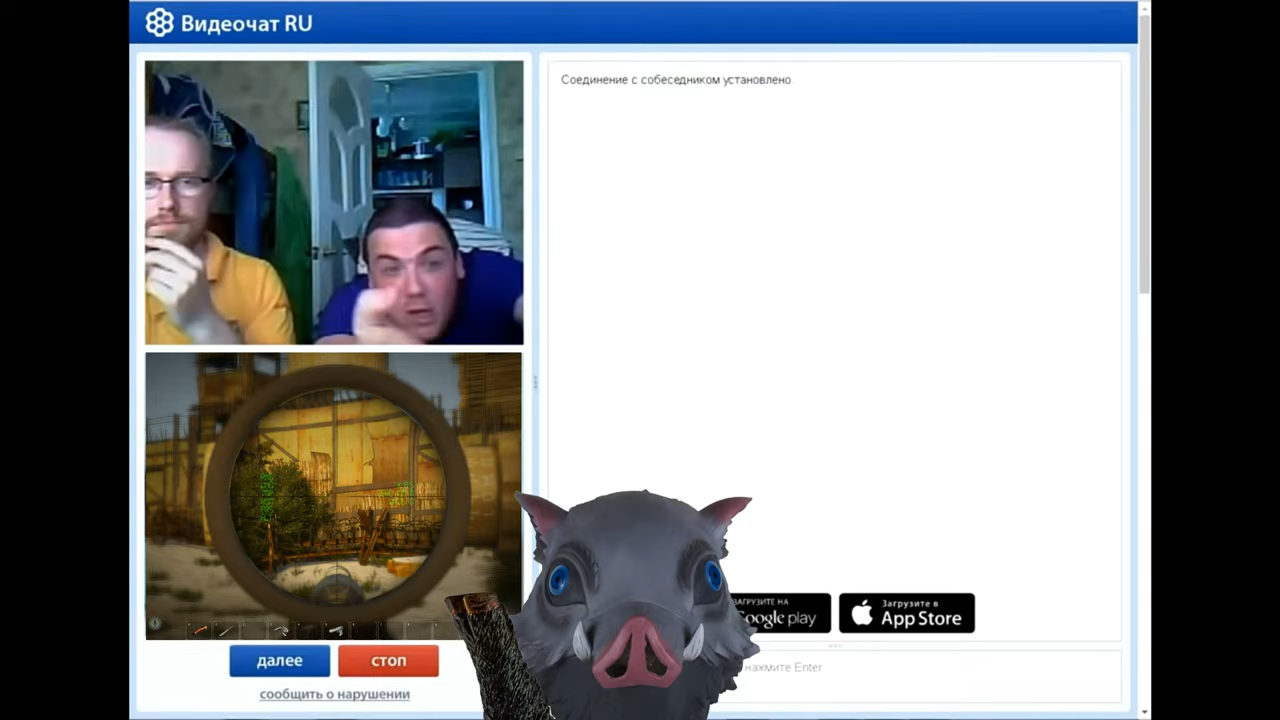 Видеочат RU
Соединение с собеседником установлено.
ЗАГРУЗИТЕ НА
Google play
Загрузите в
App Store
далее
стоп
нажмите Enter
сообщить о нарушении